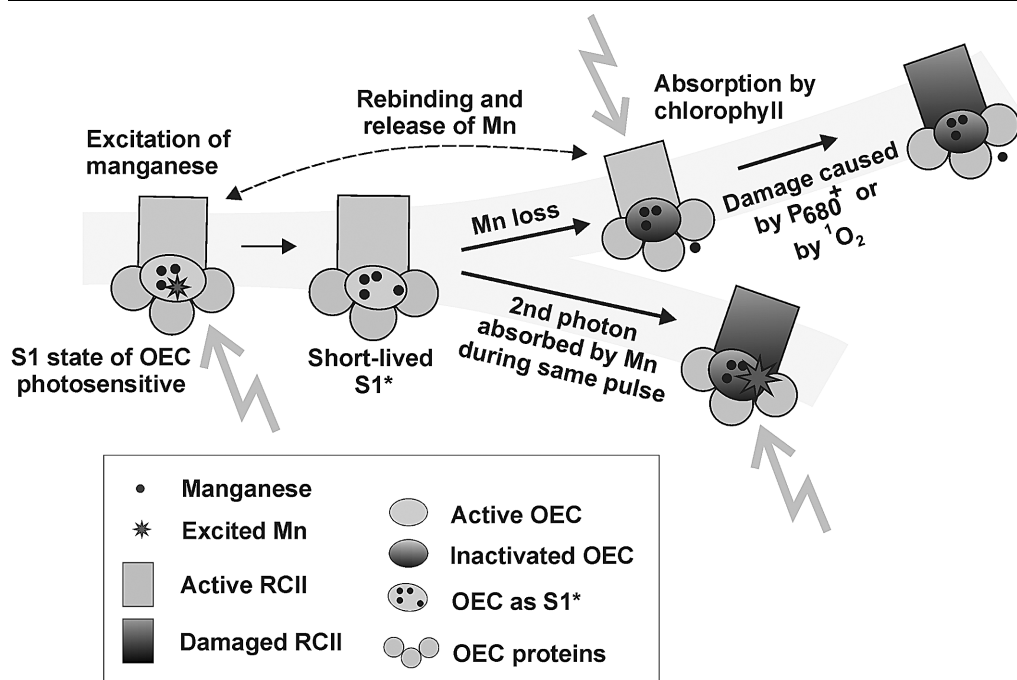 Excitation of
manganese
Rebinding and
release of Mn
Absorption by
chlorophyll
Mn loss
Damage caused
by P680+ or
by 1O2
S1 state of OEC
photosensitive
Short-lived
S1*
2nd photon
absorbed by Mn
during same pulse
Manganese
Excited Mn
Active RCII
Damaged RCII
Active OEC
Inactivated OEC
OEC as S1*
OEC proteins